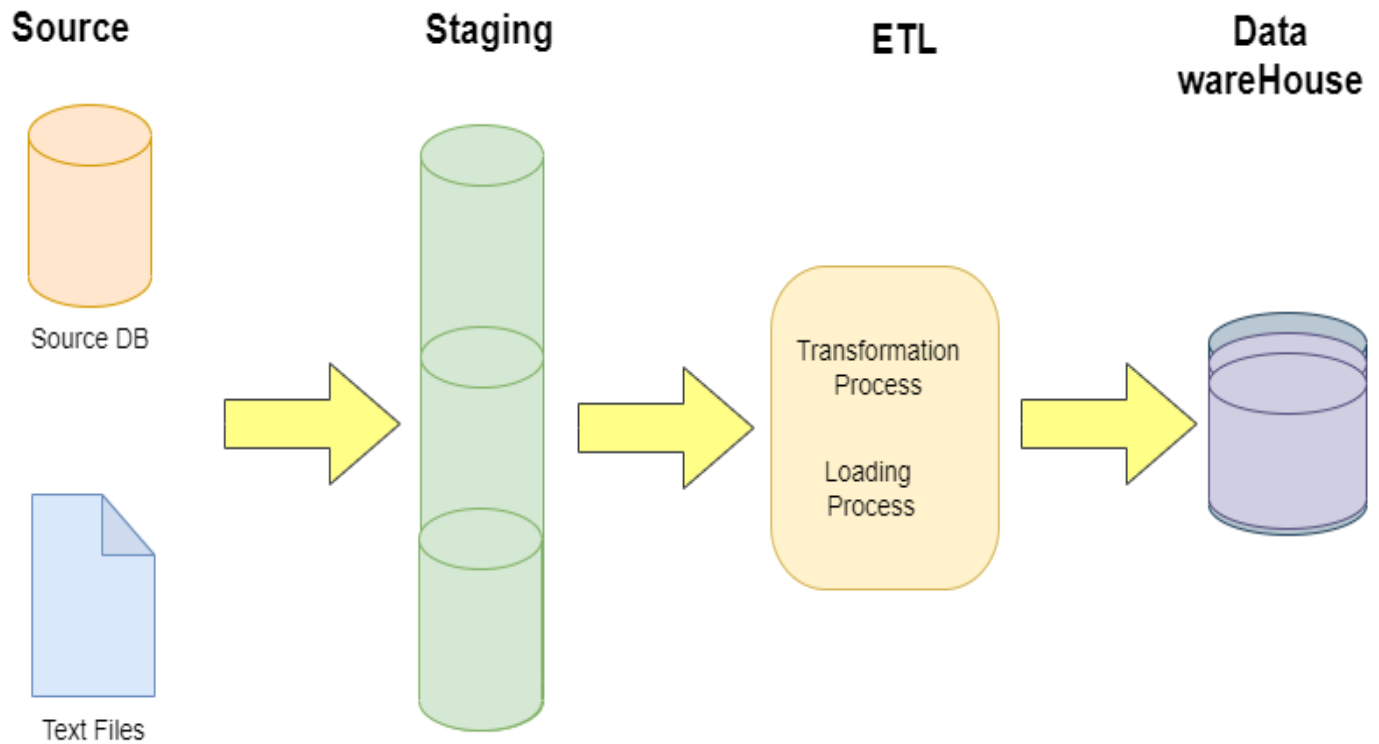 Source
Staging
ETL
Data
wareHouse
Source DB
Transformation
Process
Loading
Process
Text Files